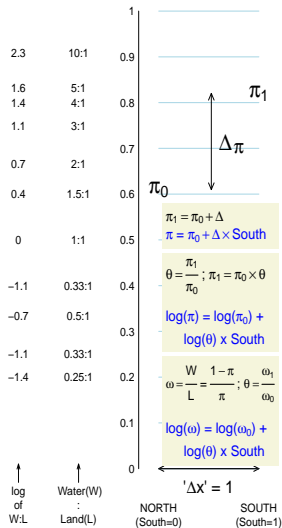 1
2.3 10:1 0.9
1.6 5:1
1.4 4:1 0.8
π1
1.1 3:1
0.7
Δπ
0.7 2:1
0.4 1.5:1 0.6
π0
π1 = π0 + Δ
π = π0 + Δ × South
0 1:1 0.5
θ = π1 / π0 ; π1 = π0 × θ
−1.1 0.33:1 0.4
−0.7 0.5:1
log(π) = log(π0) +
log(θ) x South
0.3
−1.1 0.33:1
−1.4 0.25:1 0.2
ω = W / L = 1−π / π ; θ = ω1 / ω0
log(ω) = log(ω0) +
log(θ) x South
0.1
0
'Δx' = 1
log
of
W:L
Water(W)
:
Land(L)
NORTH
(South=0)
SOUTH
(South=1)